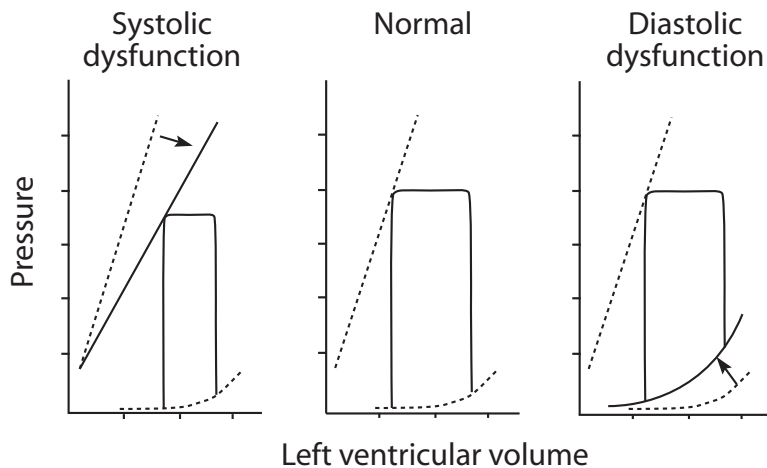 Systolic
dysfunction
Normal
Diastolic
dysfunction
Pressure
Left ventricular volume